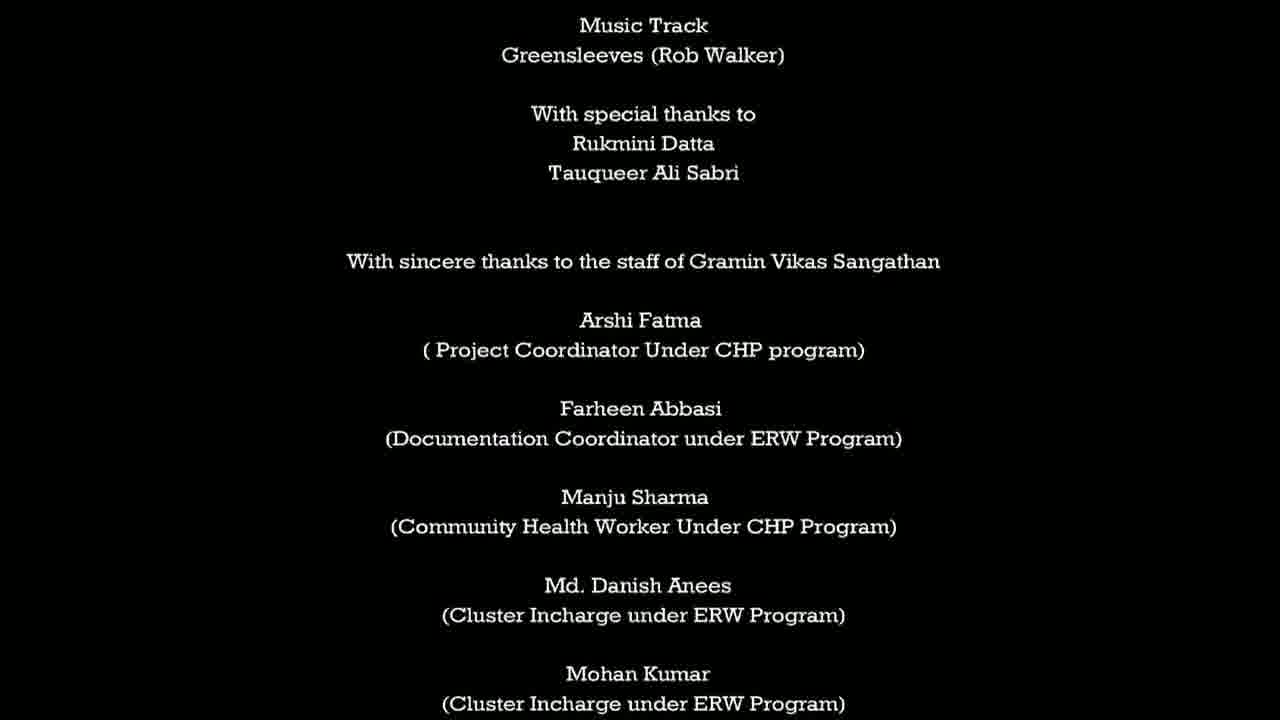 Music Track
Greensleeves (Rob Walker)
With special thanks to
Rukmini Datta
Tauqueer Ali Sabri
With sincere thanks to the staff of Gramin Vikas Sangathan
Arshi Fatma
( Project Coordinator Under CHP program)
Farheen Abbasi
(Documentation Coordinator under ERW Program)
Manju Sharma
(Community Health Worker Under CHP Program)
Md. Danish Anees
(Cluster Incharge under ERW Program)
Mohan Kumar
(Cluster Incharge under ERW Program)